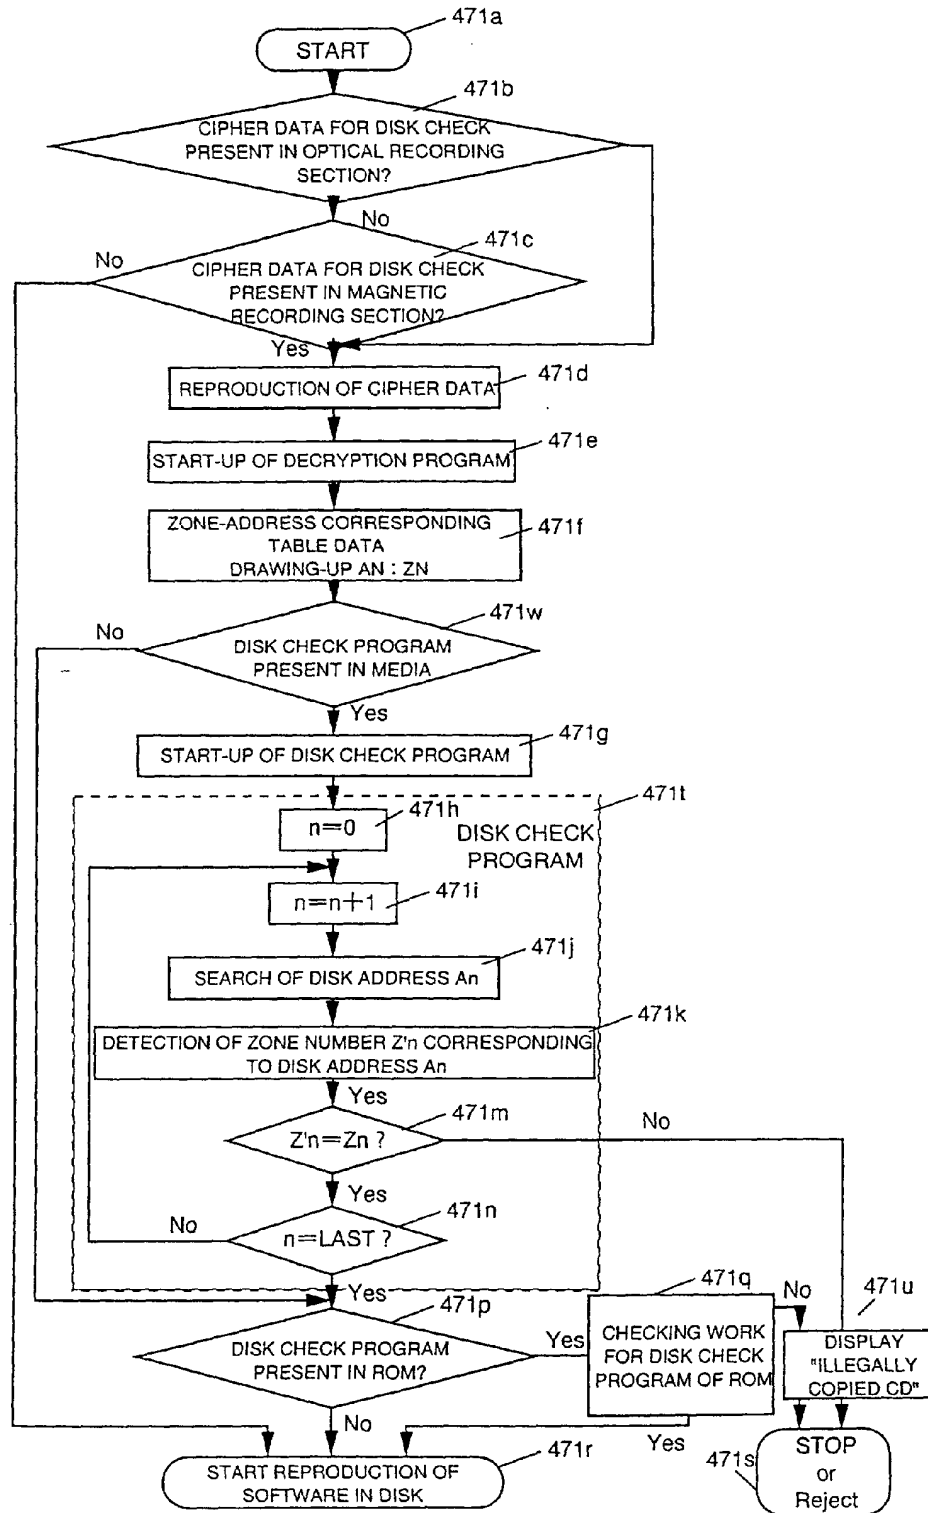 471a
START
471b
CIPHER DATA FOR DISK CHECK
PRESENT IN OPTICAL RECORDING
SECTION?
No
471c
No
CIPHER DATA FOR DISK CHECK
PRESENT IN MAGNETIC
RECORDING SECTION?
Yes
471d
REPRODUCTION OF CIPHER DATA
471e
START-UP OF DECRYPTION PROGRAM
471f
ZONE-ADDRESS CORRESPONDING
TABLE DATA
DRAWING-UP AN : ZN
471w
No
DISK CHECK PROGRAM
PRESENT IN MEDIA
Yes
471g
START-UP OF DISK CHECK PROGRAM
471t
471h
n=0
DISK CHECK
PROGRAM
471i
n=n+1
471j
SEARCH OF DISK ADDRESS An
471k
DETECTION OF ZONE NUMBER Z'n CORRESPONDING
TO DISK ADDRESS An
Yes
471m
No
Z'n=Zn ?
Yes
471n
No
n=LAST ?
Yes
471p
471q
No
471u
DISK CHECK PROGRAM
PRESENT IN ROM?
Yes
CHECKING WORK
FOR DISK CHECK
PROGRAM OF ROM
DISPLAY
"ILLEGALLY
COPIED CD"
No
Yes
471r
START REPRODUCTION OF
SOFTWARE IN DISK
471s
STOP
or
Reject